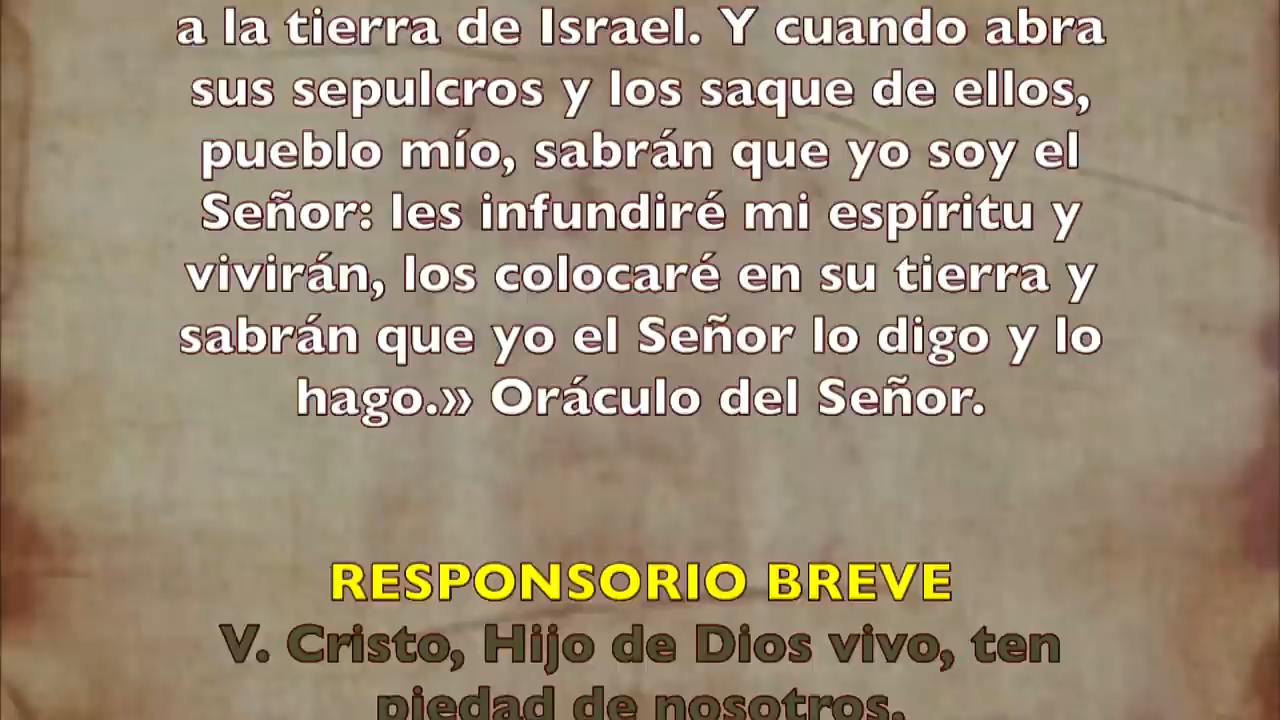 a la tierra de Israel. Y cuando abra
sus sepulcros y los saque de ellos,
pueblo mío, sabrán que yo soy el
Señor: les infundiré mi espíritu y
vivirán, los colocaré en su tierra y
sabrán que yo el Señor lo digo y lo
hago.» Oráculo del Señor.
RESPONSORIO BREVE
V. Cristo, Hijo de Dios vivo, ten
piedad de nosotros.